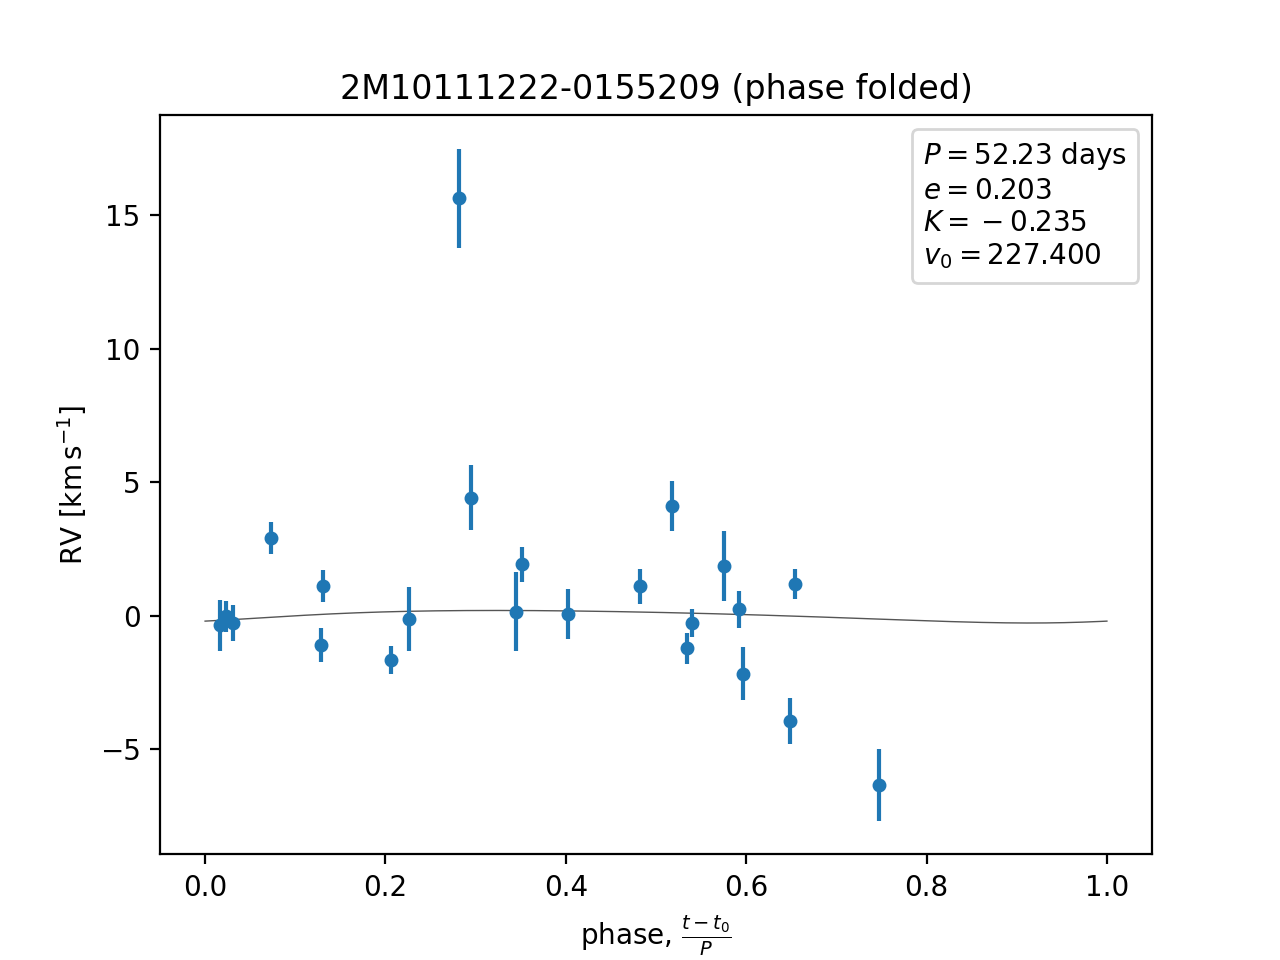 2M10111222-0155209 (phase folded)
P = 52.23 days
e = 0.203
K = −0.235
v₀ = 227.400
RV [km s⁻¹]
15
10
5
0
−5
0.0 0.2 0.4 0.6 0.8 1.0
phase, (t − t₀)/P